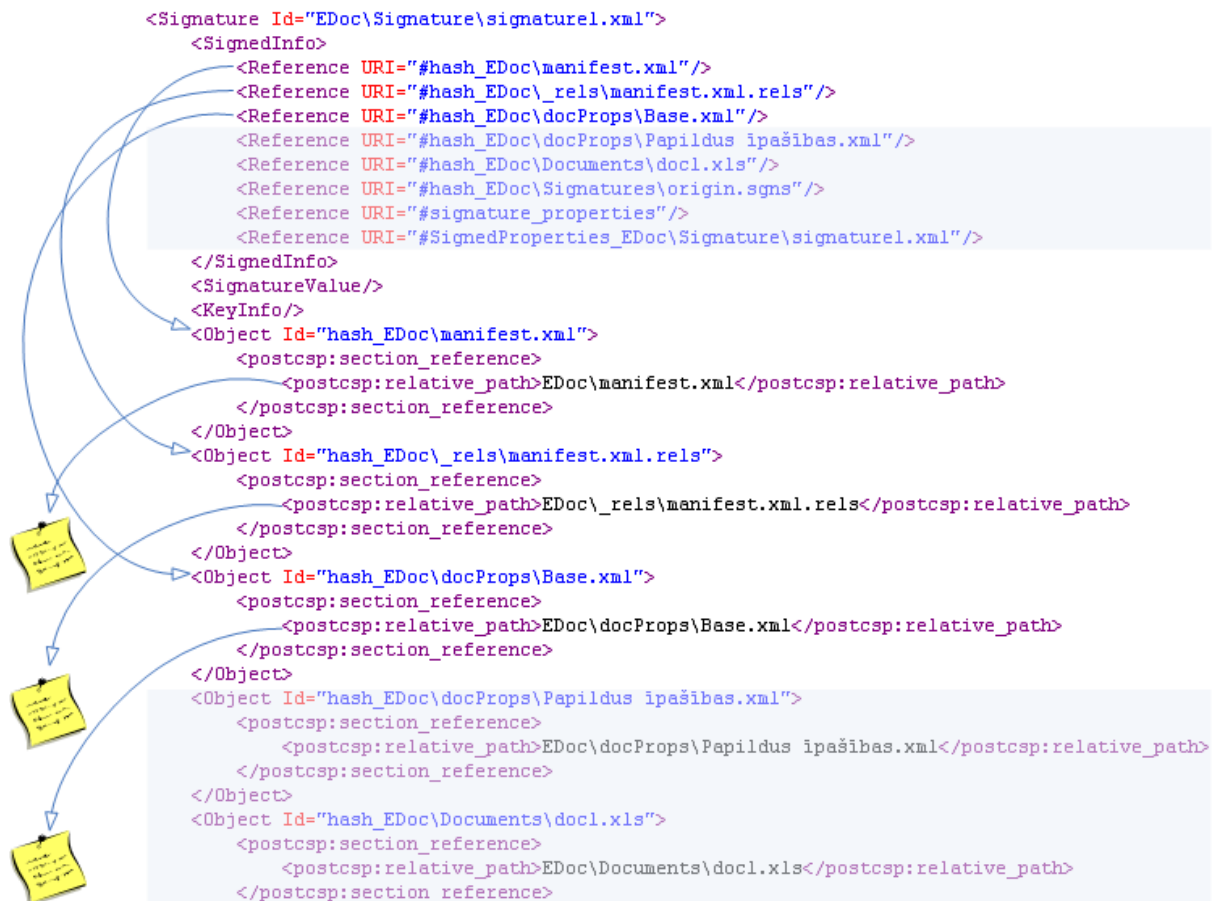 <Signature Id="EDoc\Signature\signature1.xml">
<SignedInfo>
<Reference URI="#hash_EDoc\manifest.xml"/>
<Reference URI="#hash_EDoc\_rels\manifest.xml.rels"/>
<Reference URI="#hash_EDoc\docProps\Base.xml"/>
<Reference URI="#hash_EDoc\docProps\Papildus īpašības.xml"/>
<Reference URI="#hash_EDoc\Documents\doc1.xls"/>
<Reference URI="#hash_EDoc\Signatures\origin.sgns"/>
<Reference URI="#signature_properties"/>
<Reference URI="#SignedProperties_EDoc\Signature\signature1.xml"/>
</SignedInfo>
<SignatureValue/>
<KeyInfo/>
<Object Id="hash_EDoc\manifest.xml">
<postcsp:section_reference>
<postcsp:relative_path>EDoc\manifest.xml</postcsp:relative_path>
</postcsp:section_reference>
</Object>
<Object Id="hash_EDoc\_rels\manifest.xml.rels">
<postcsp:section_reference>
<postcsp:relative_path>EDoc\_rels\manifest.xml.rels</postcsp:relative_path>
</postcsp:section_reference>
</Object>
<Object Id="hash_EDoc\docProps\Base.xml">
<postcsp:section_reference>
<postcsp:relative_path>EDoc\docProps\Base.xml</postcsp:relative_path>
</postcsp:section_reference>
</Object>
<Object Id="hash_EDoc\docProps\Papildus īpašības.xml">
<postcsp:section_reference>
<postcsp:relative_path>EDoc\docProps\Papildus īpašības.xml</postcsp:relative_path>
</postcsp:section_reference>
</Object>
<Object Id="hash_EDoc\Documents\doc1.xls">
<postcsp:section_reference>
<postcsp:relative_path>EDoc\Documents\doc1.xls</postcsp:relative_path>
</postcsp:section_reference>